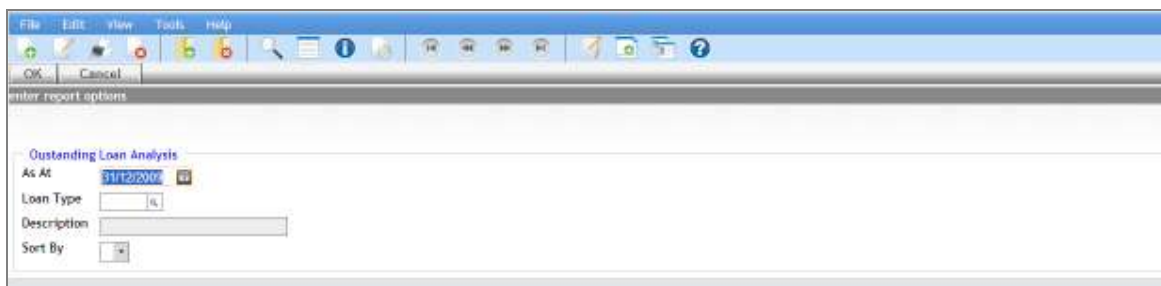 File Edit View Tools Help
OK Cancel
enter report options
Oustanding Loan Analysis
As At 31/12/2009
Loan Type
Description
Sort By